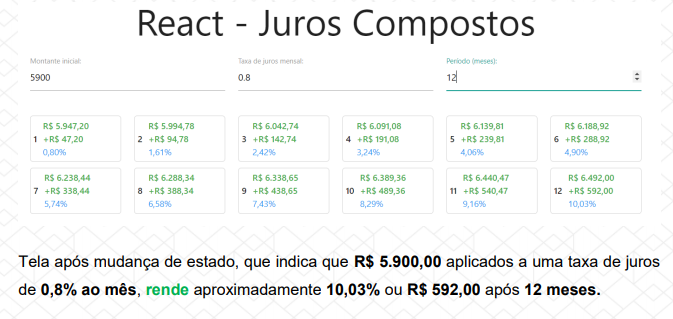 React - Juros Compostos
Montante inicial: Taxa de juros mensal: Período (meses):
5900 0.8 12
R$ 5.947,20 R$ 5.994,78 R$ 6.042,74 R$ 6.091,08 R$ 6.139,81 R$ 6.188,92
1 +R$ 47,20 2 +R$ 94,78 3 +R$ 142,74 4 +R$ 191,08 5 +R$ 239,81 6 +R$ 288,92
0,80% 1,61% 2,42% 3,24% 4,06% 4,90%
R$ 6.238,44 R$ 6.288,34 R$ 6.338,65 R$ 6.389,36 R$ 6.440,47 R$ 6.492,00
7 +R$ 338,44 8 +R$ 388,34 9 +R$ 438,65 10 +R$ 489,36 11 +R$ 540,47 12 +R$ 592,00
5,74% 6,58% 7,43% 8,29% 9,16% 10,03%
Tela após mudança de estado, que indica que R$ 5.900,00 aplicados a uma taxa de juros
de 0,8% ao mês, rende aproximadamente 10,03% ou R$ 592,00 após 12 meses.